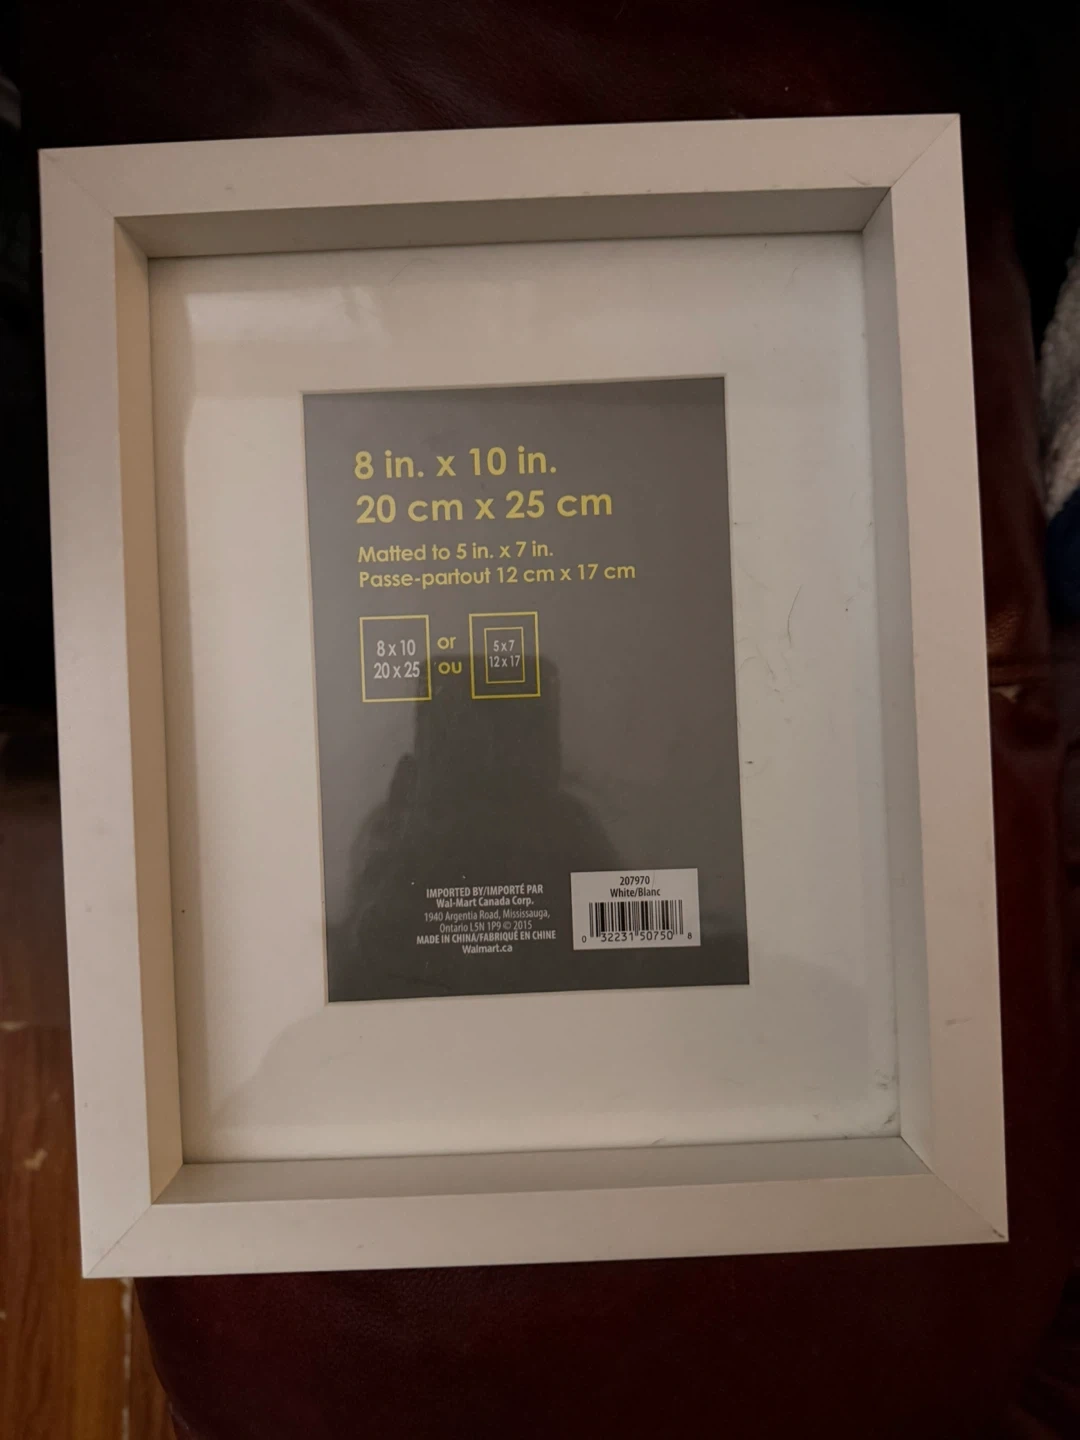 8 in. x 10 in.
20 cm x 25 cm
Matted to 5 in. x 7 in.
Passe-partout 12 cm x 17 cm
8 x 10
20 x 25
or
ou
5 x 7
12 x 17
IMPORTED BY/IMPORTÉ PAR
Wal-Mart Canada Corp.
1940 Argentia Road, Mississauga,
Ontario L5N 1P9 © 2015
MADE IN CHINA/FABRIQUÉ EN CHINE
Walmart.ca
207970
White/Blanc
0 32231 50750 8